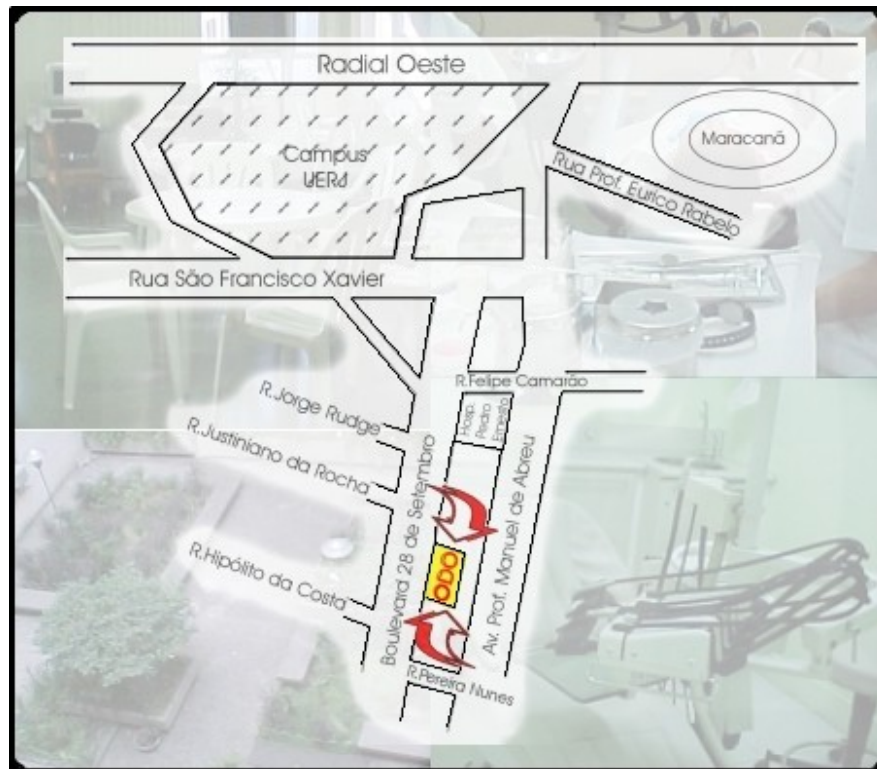 Radial Oeste
Campus
UERJ
Maracanã
Rua Prof. Eurico Rabelo
Rua São Francisco Xavier
R.Felipe Camarão
R.Jorge Rudge
Hosp.
Pedro
Ernesto
R.Justiniano da Rocha
Boulevard 28 de Setembro
Av. Prof. Manuel de Abreu
ODO
R.Hipólito da Costa
R.Pereira Nunes